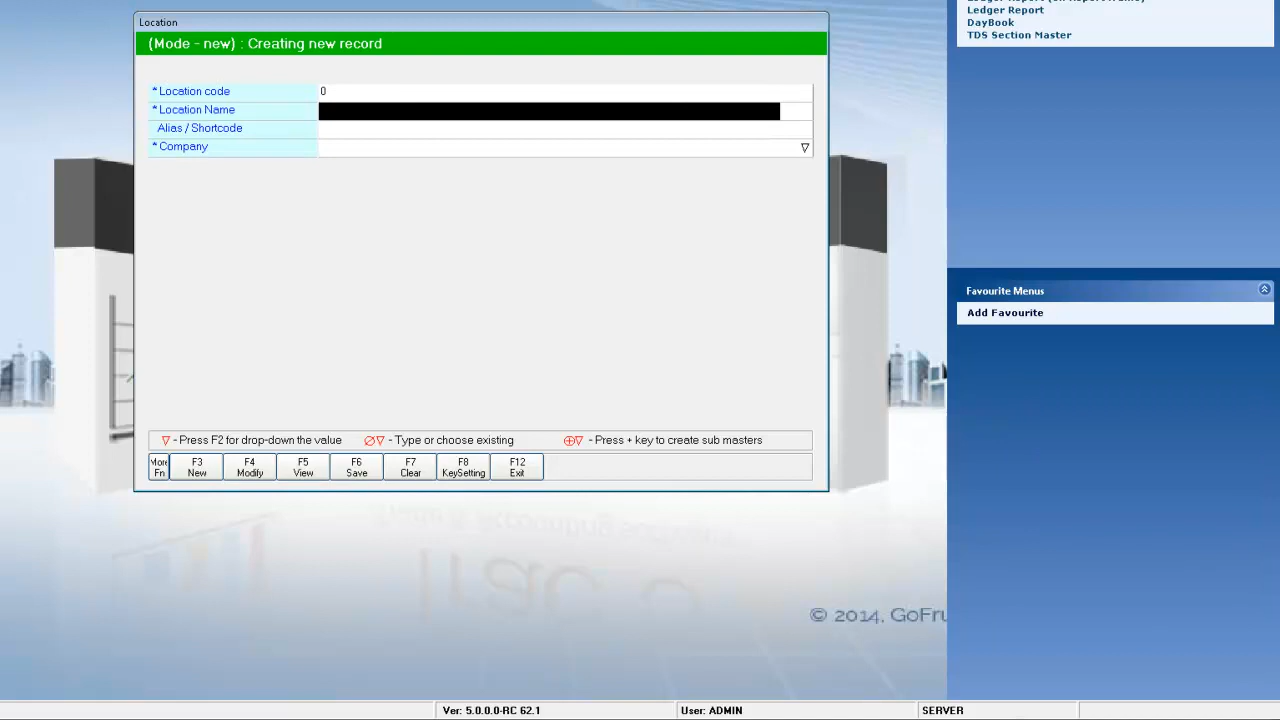 Ledger Report
DayBook
TDS Section Master
Location
(Mode - new) : Creating new record
* Location code 0
* Location Name
Alias / Shortcode
* Company
Favourite Menus
Add Favourite
- Press F2 for drop-down the value - Type or choose existing - Press + key to create sub masters
More F3 F4 F5 F6 F7 F8 F12
Fn New Modify View Save Clear KeySetting Exit
© 2014, GoFru
Ver: 5.0.0.0-RC 62.1 User: ADMIN SERVER